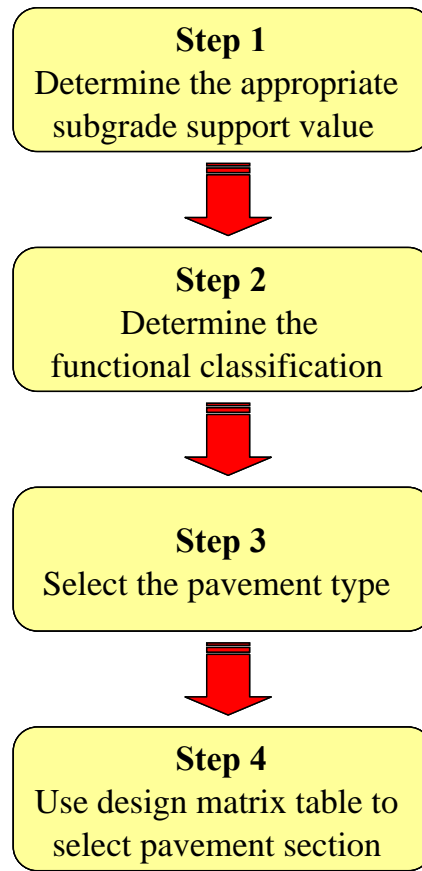 Step 1
Determine the appropriate
subgrade support value
Step 2
Determine the
functional classification
Step 3
Select the pavement type
Step 4
Use design matrix table to
select pavement section